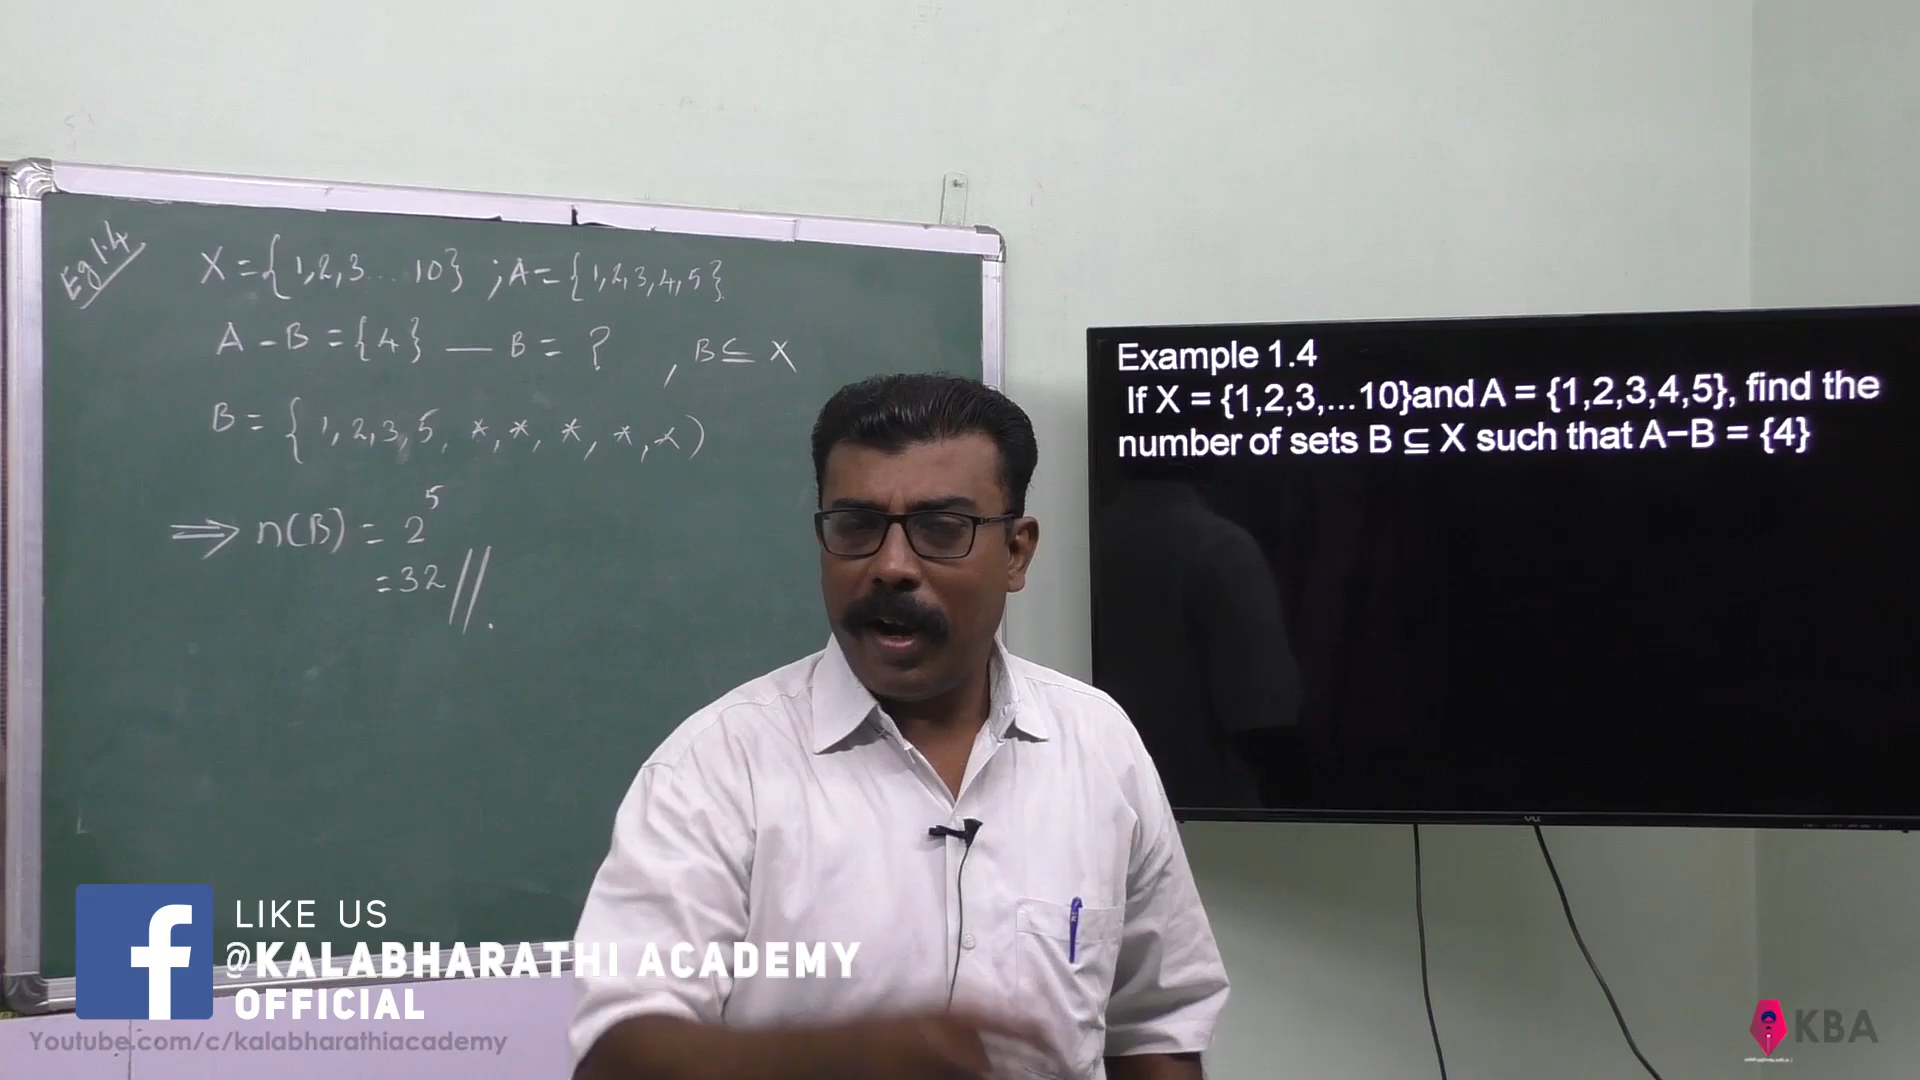 Eg 1.4
X = { 1, 2, 3 ... 10 } ; A = { 1, 2, 3, 4, 5 }
A - B = { 4 } — B = ? , B ⊆ X
B = { 1, 2, 3, 5, *, *, *, *, * )
⇒ n(B) = 2⁵
= 32 //.
Example 1.4
If X = {1,2,3,...10}and A = {1,2,3,4,5}, find the
number of sets B ⊆ X such that A−B = {4}
LIKE US
@KALABHARATHI ACADEMY
OFFICIAL
Youtube.com/c/kalabharathiacademy
KBA